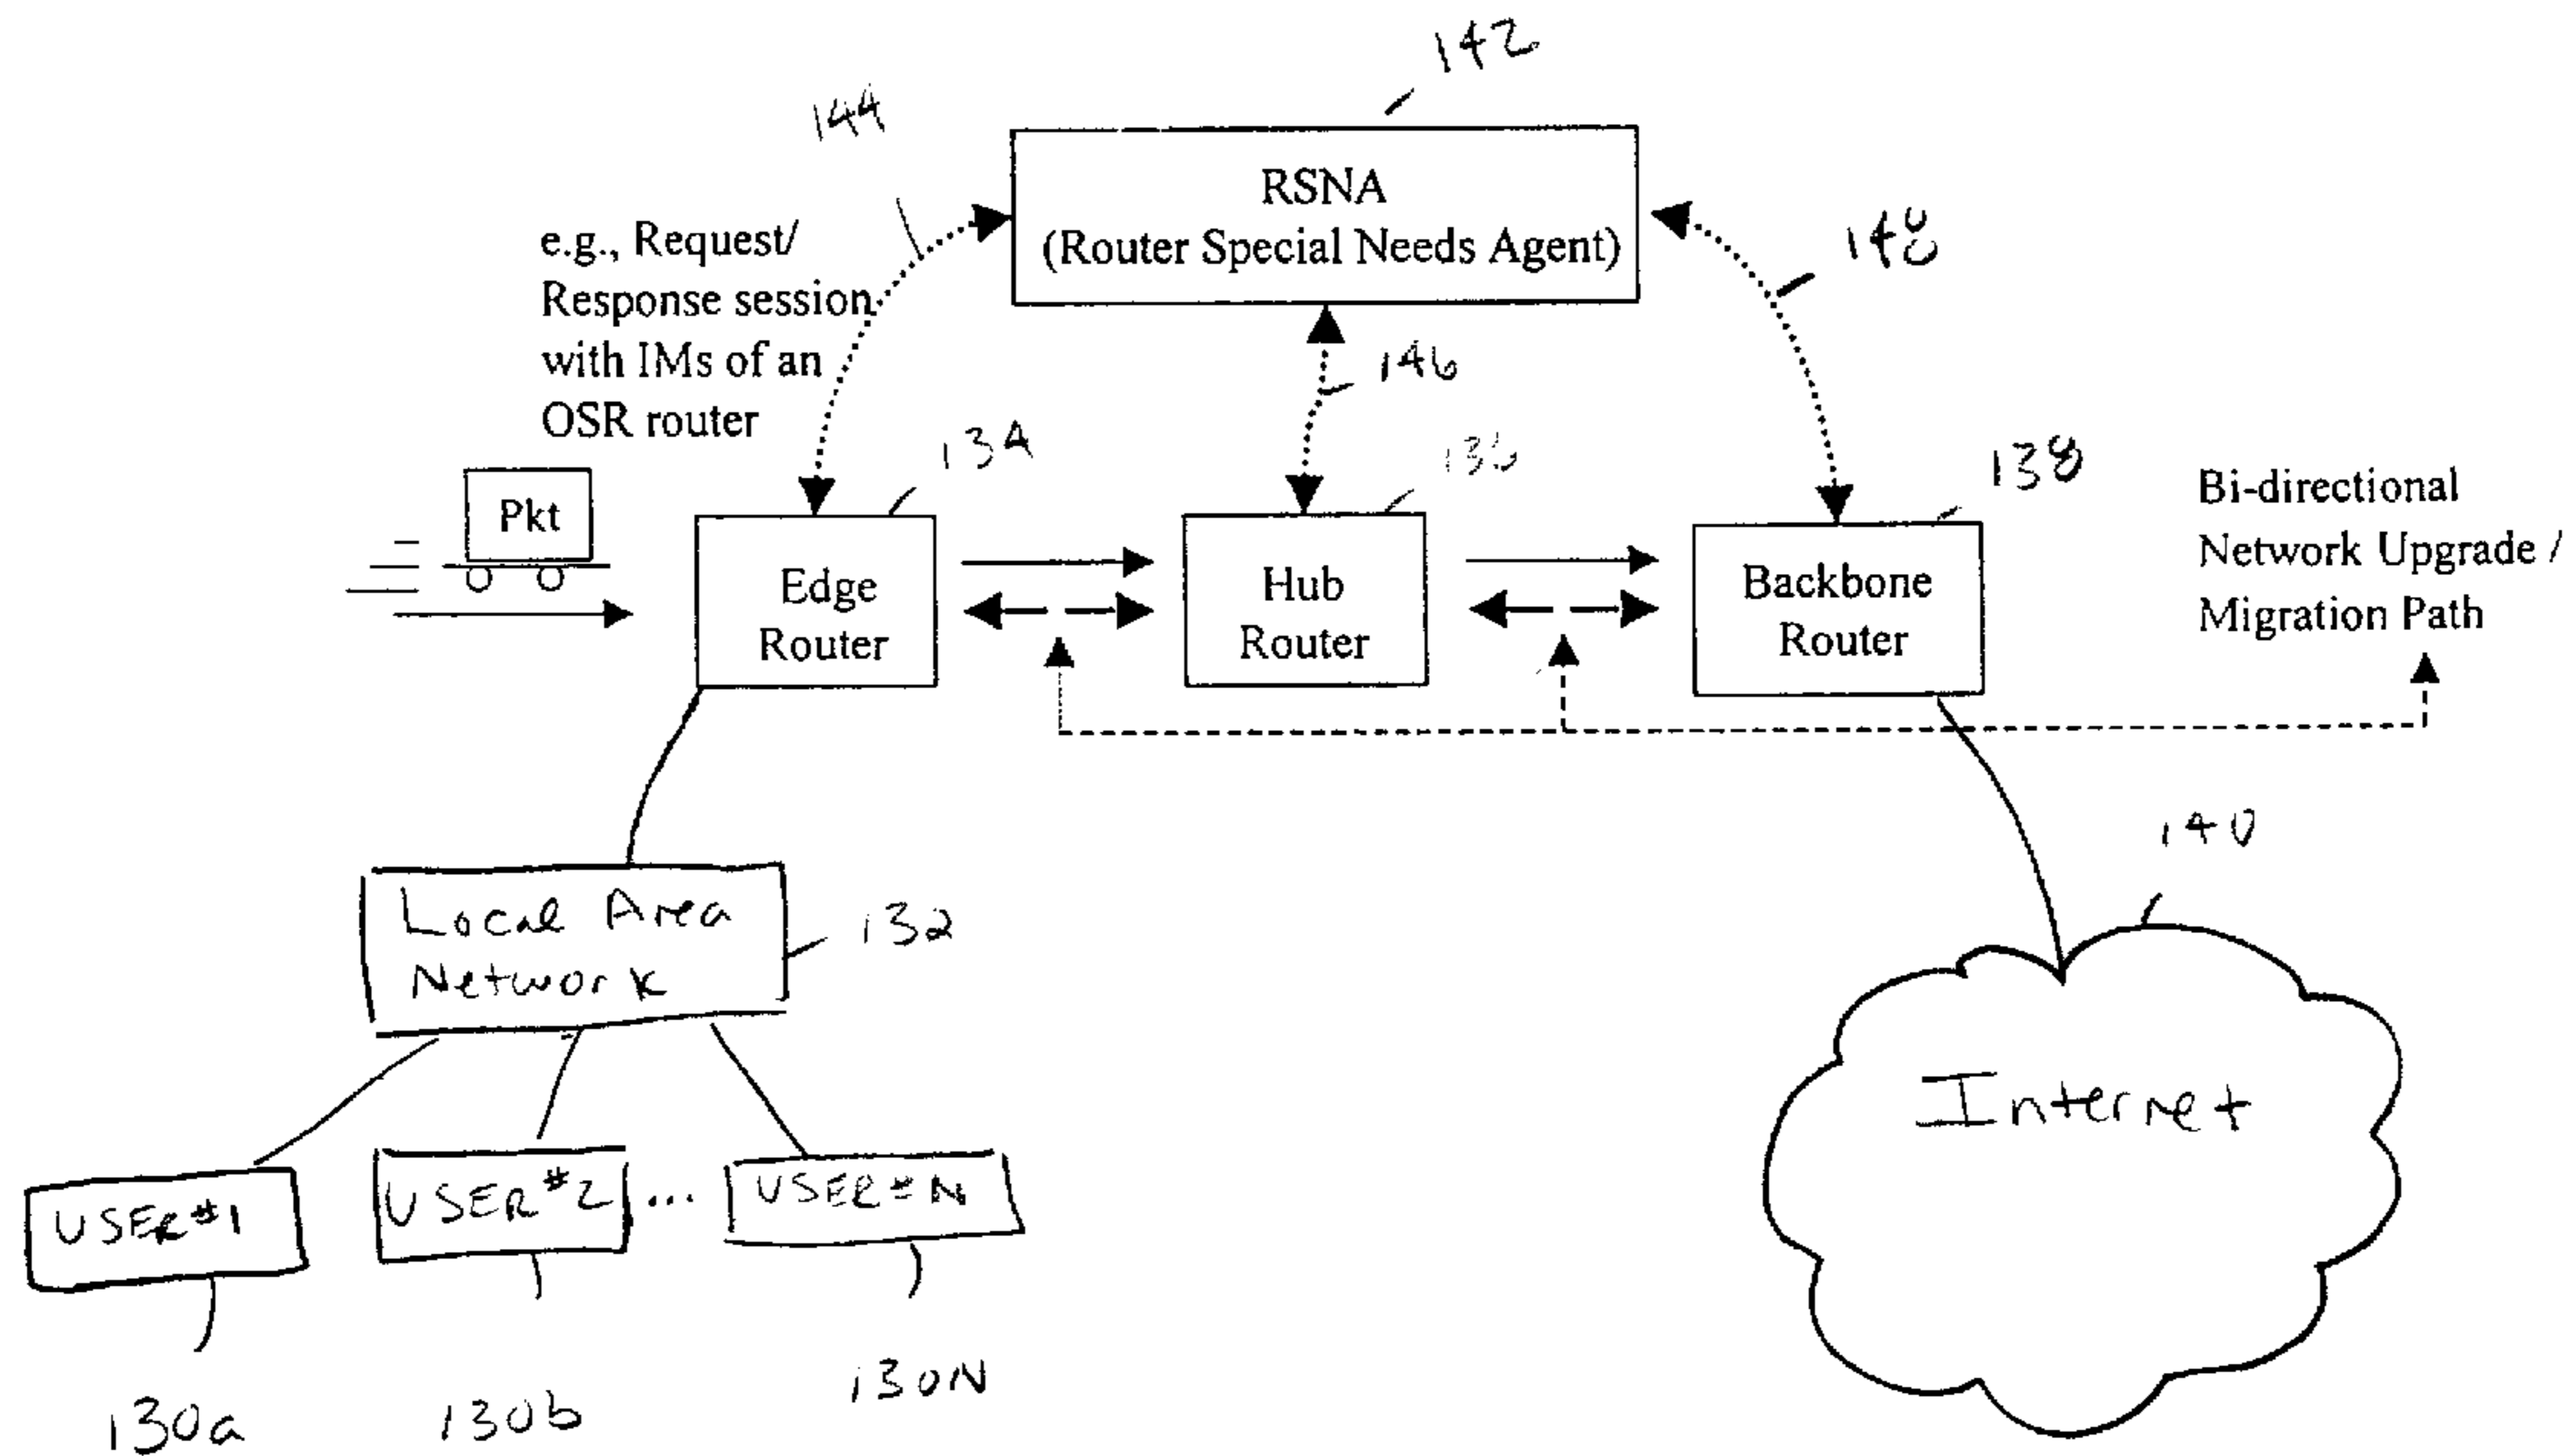 142
144
RSNA
(Router Special Needs Agent)
e.g., Request/
Response session
with IMs of an
OSR router
148
146
134
136
138
Pkt
Edge
Router
Hub
Router
Backbone
Router
Bi-directional
Network Upgrade /
Migration Path
140
Local Area
Network
132
Internet
USER #1
USER #2
...
USER # N
130a
130b
130N